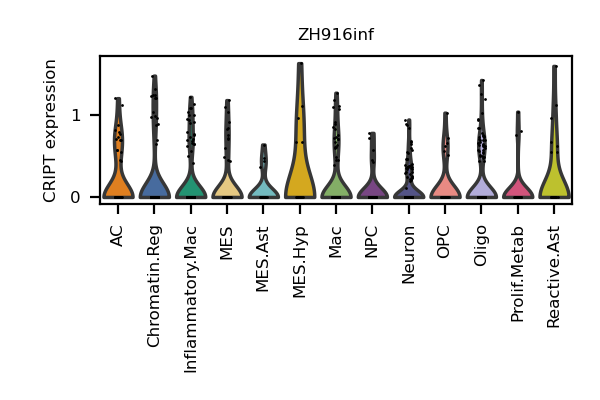 ZH916inf
CRIPT expression
1
0
AC
Chromatin.Reg
Inflammatory.Mac
MES
MES.Ast
MES.Hyp
Mac
NPC
Neuron
OPC
Oligo
Prolif.Metab
Reactive.Ast